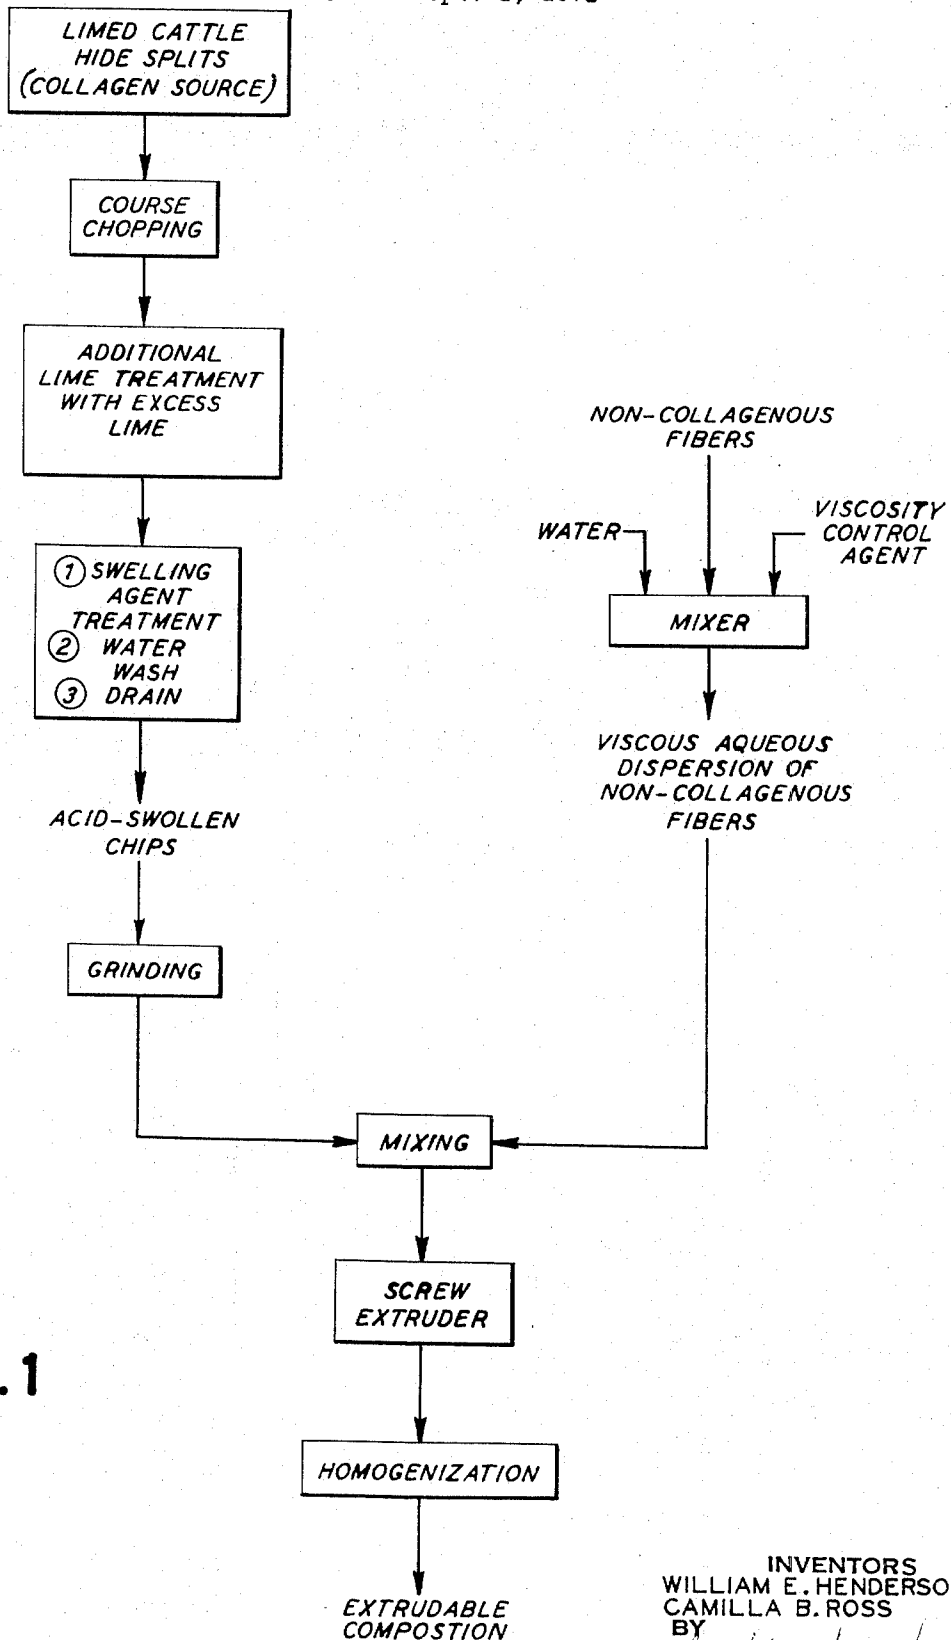 LIMED CATTLE
HIDE SPLITS
(COLLAGEN SOURCE)
COURSE
CHOPPING
ADDITIONAL
LIME TREATMENT
WITH EXCESS
LIME
① SWELLING
AGENT
TREATMENT
② WATER
WASH
③ DRAIN
ACID-SWOLLEN
CHIPS
GRINDING
NON-COLLAGENOUS
FIBERS
WATER
VISCOSITY
CONTROL
AGENT
MIXER
VISCOUS AQUEOUS
DISPERSION OF
NON-COLLAGENOUS
FIBERS
MIXING
SCREW
EXTRUDER
.1
HOMOGENIZATION
EXTRUDABLE
COMPOSTION
INVENTORS
WILLIAM E. HENDERSO
CAMILLA B. ROSS
BY